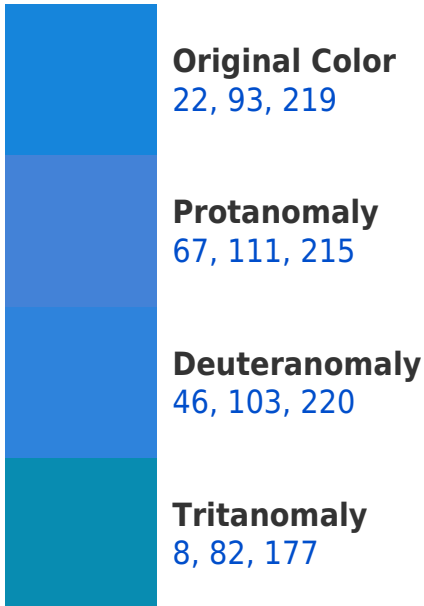 Original Color
22, 93, 219
Protanomaly
67, 111, 215
Deuteranomaly
46, 103, 220
Tritanomaly
8, 82, 177